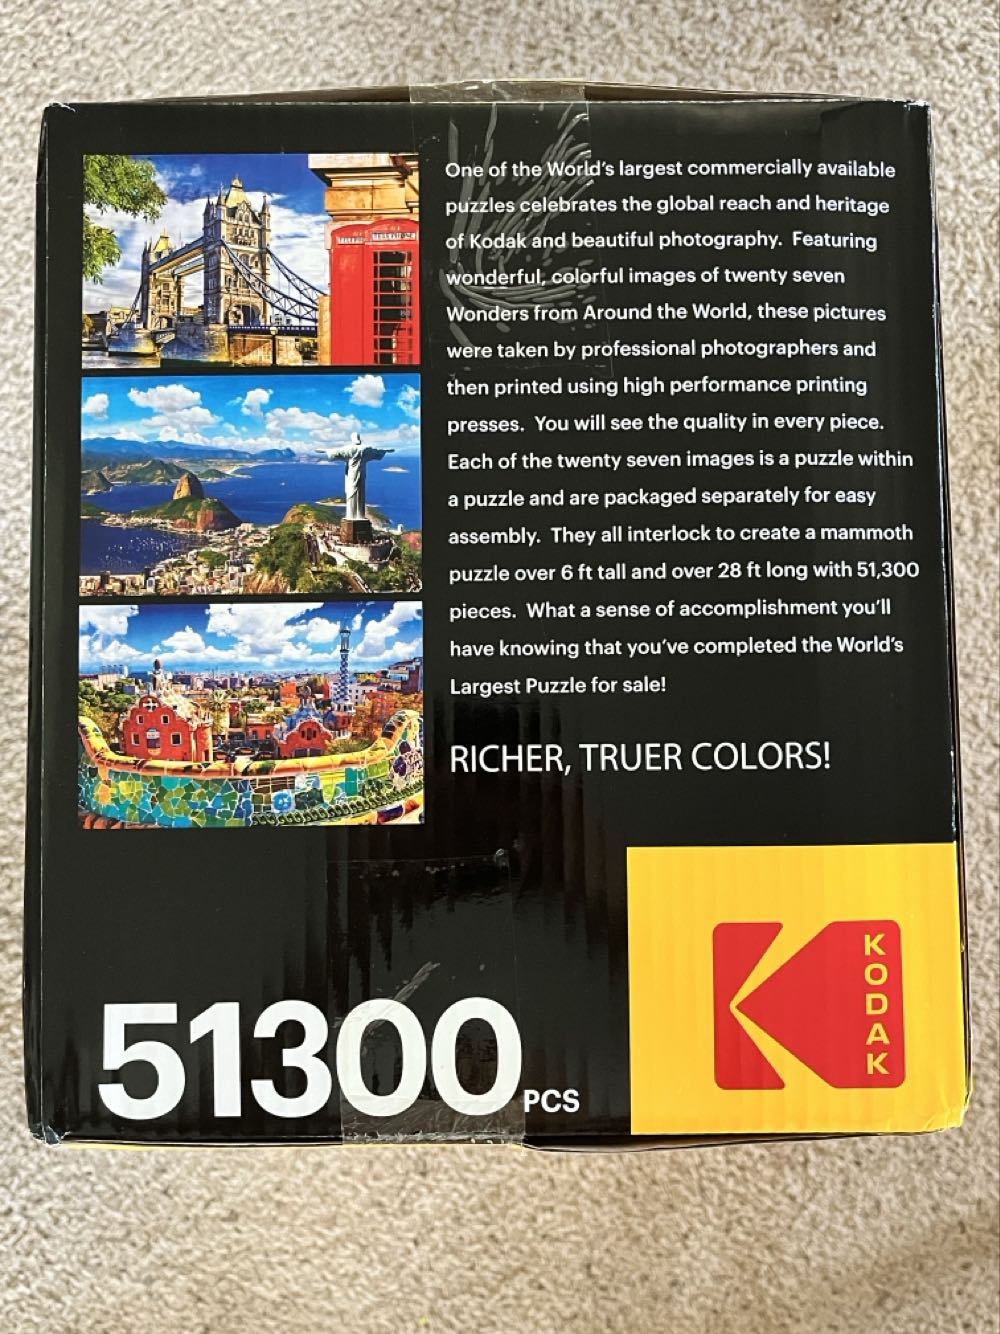 One of the World's largest commercially available
puzzles celebrates the global reach and heritage
of Kodak and beautiful photography. Featuring
wonderful, colorful images of twenty seven
Wonders from Around the World, these pictures
were taken by professional photographers and
then printed using high performance printing
presses. You will see the quality in every piece.
Each of the twenty seven images is a puzzle within
a puzzle and are packaged separately for easy
assembly. They all interlock to create a mammoth
puzzle over 6 ft tall and over 28 ft long with 51,300
pieces. What a sense of accomplishment you'll
have knowing that you've completed the World's
Largest Puzzle for sale!
RICHER, TRUER COLORS!
TELEPHONE
51300 PCS
KODAK